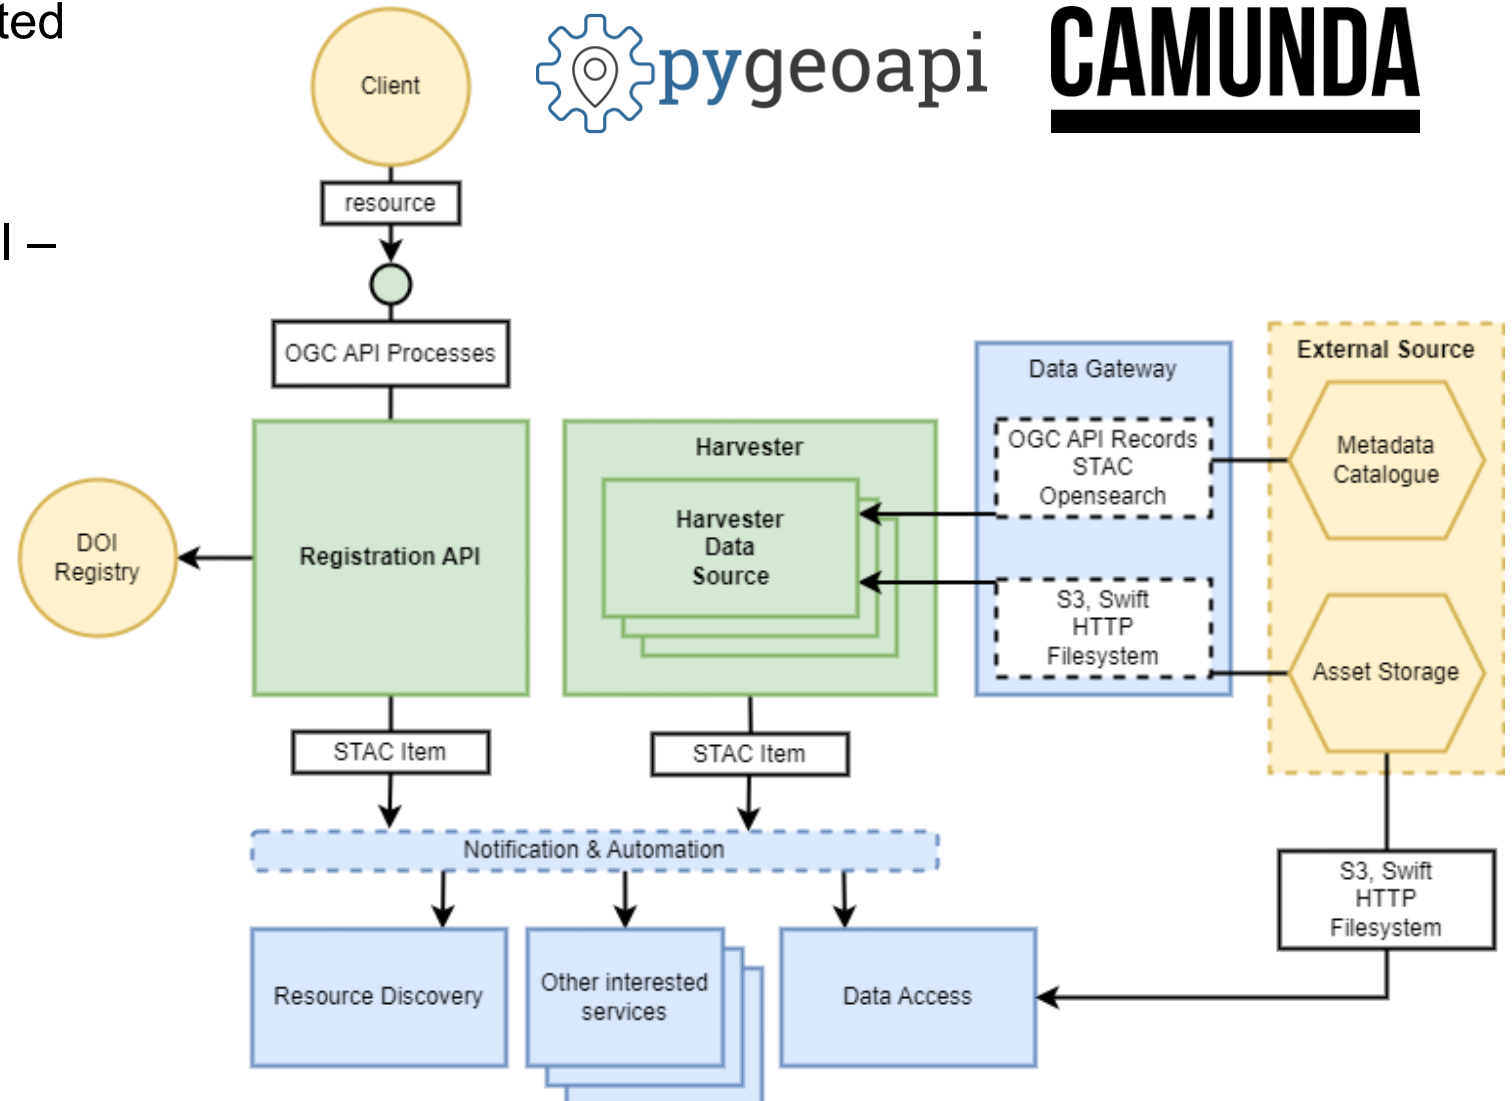 ted
l –
pygeoapi
CAMUNDA
Client
resource
OGC API Processes
Registration API
DOI
Registry
Harvester
Harvester
Data
Source
Data Gateway
OGC API Records
STAC
Opensearch
S3, Swift
HTTP
Filesystem
External Source
Metadata
Catalogue
Asset Storage
STAC Item
STAC Item
Notification & Automation
S3, Swift
HTTP
Filesystem
Resource Discovery
Other interested
services
Data Access